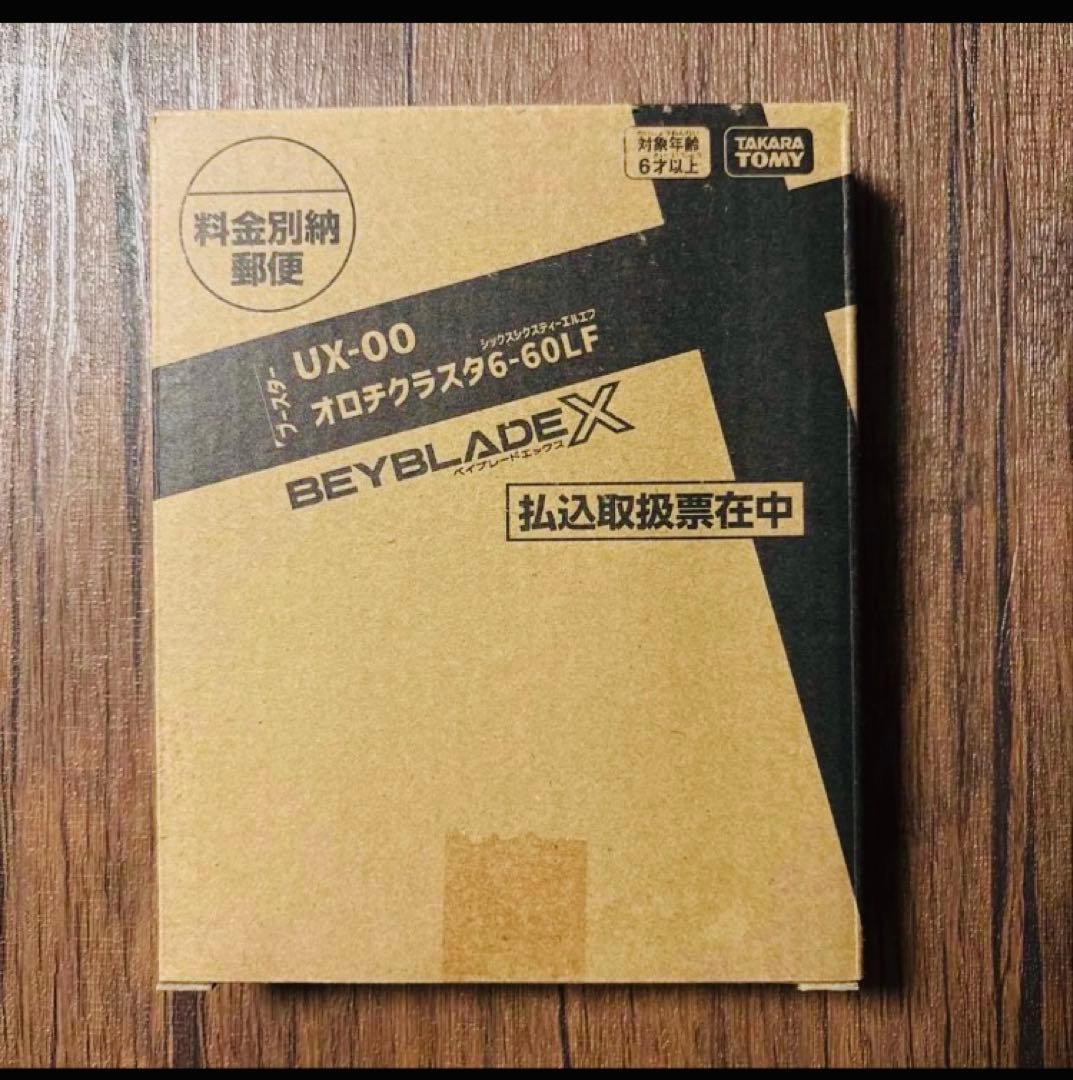 対象年齢
6才以上
TAKARA
TOMY
料金別納
郵便
ブースター
UX-00
シックスシクスティーエルエフ
オロチクラスタ6-60LF
BEYBLADE X
ベイブレードエックス
払込取扱票在中